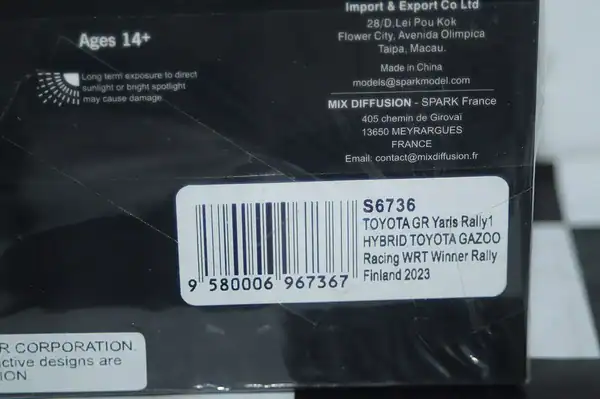 Import & Export Co Ltd
28/D.Lei Pou Kok
Flower City, Avenida Olimpica
Taipa, Macau.
Made in China
models@sparkmodel.com
MIX DIFFUSION - SPARK France
405 chemin de Girovai
13650 MEYRARGUES
FRANCE
Email: contact@mixdiffusion.fr
Ages 14+
Long term exposure to direct
sunlight or bright spotlight
may cause damage.
S6736
TOYOTA GR Yaris Rally1
HYBRID TOYOTA GAZOO
Racing WRT Winner Rally
Finland 2023
9 580006 967367
R CORPORATION.
active designs are
ION.